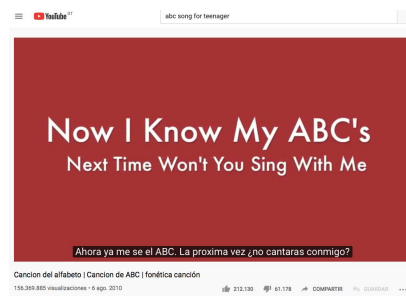 YouTube GT
abc song for teenager
Now I Know My ABC's
Next Time Won't You Sing With Me
Ahora ya me se el ABC. La proxima vez ¿no cantaras conmigo?
Cancion del alfabeto | Cancion de ABC | fonética canción
156.369.885 visualizaciones • 6 ago. 2010
212.130
61.178
COMPARTIR
GUARDAR